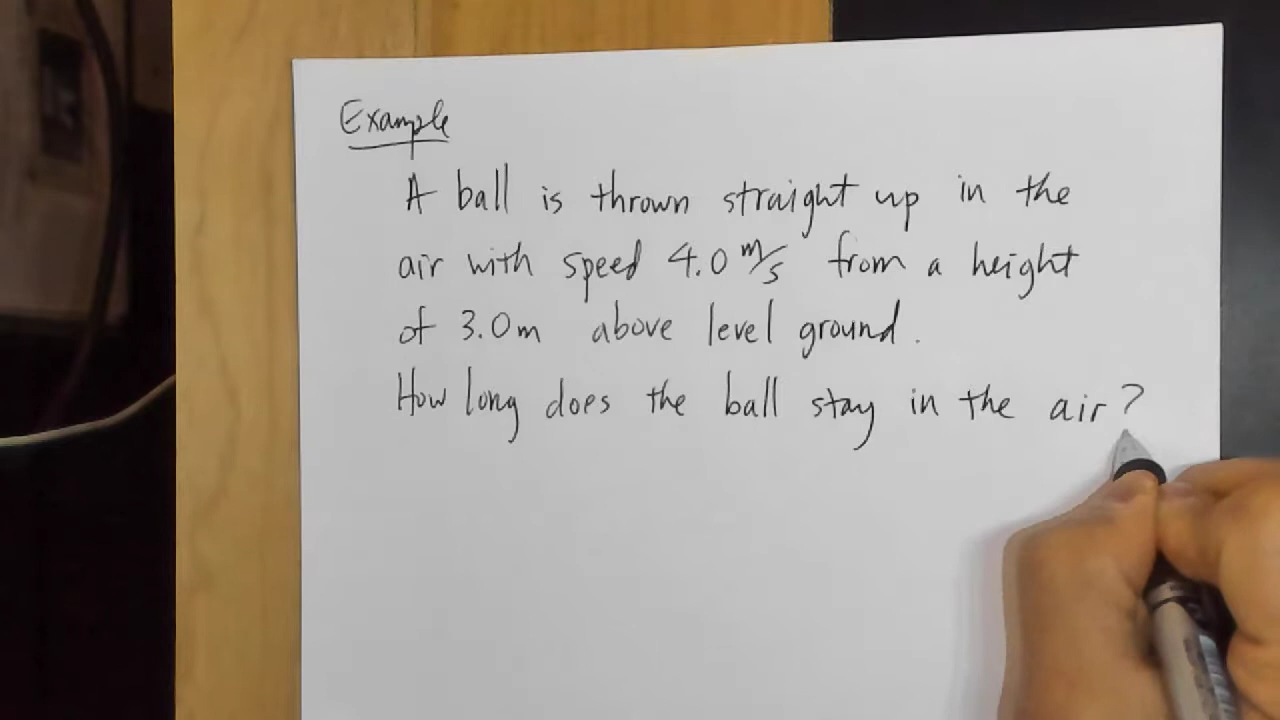 Example
A ball is thrown straight up in the
air with speed 4.0 m/s from a height
of 3.0m above level ground.
How long does the ball stay in the air?